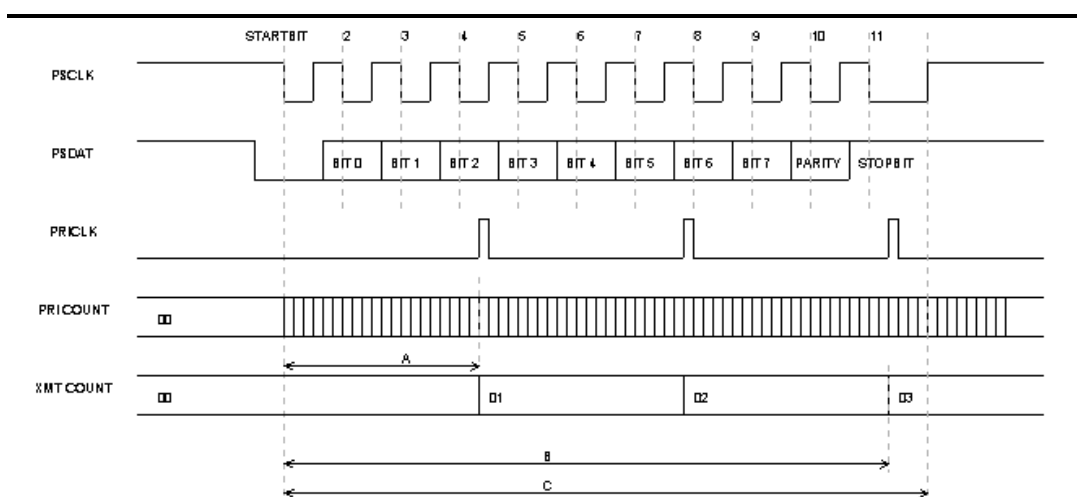 STARTBIT 2 3 4 5 6 7 8 9 10 11
PSCLK
PSDAT BIT 0 BIT 1 BIT 2 BIT 3 BIT 4 BIT 5 BIT 6 BIT 7 PARITY STOPBIT
PRICLK
PRICOUNT 00
A
XMTCOUNT 00 01 02 03
B
C